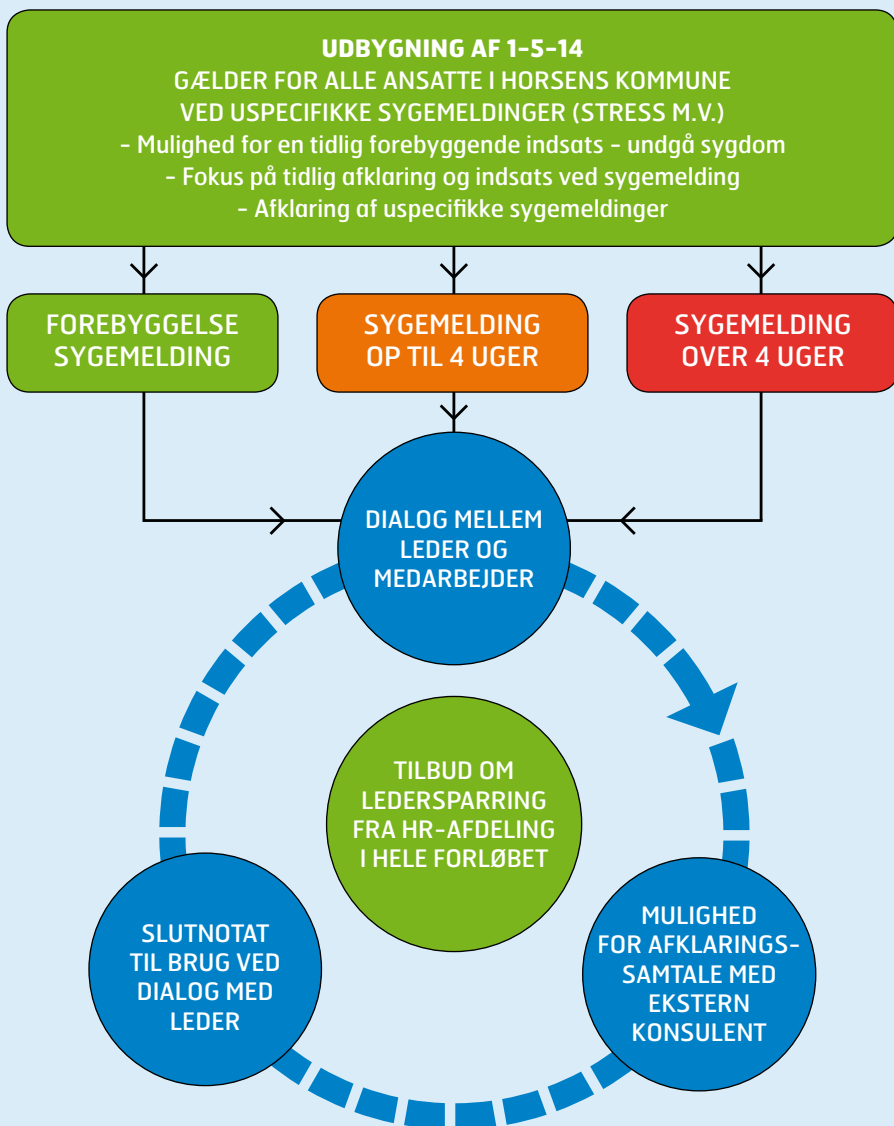 UDBYGNING AF 1-5-14
GÆLDER FOR ALLE ANSATTE I HORSENS KOMMUNE
VED USPECIFIKKE SYGEMELDINGER (STRESS M.V.)
- Mulighed for en tidlig forebyggende indsats - undgå sygdom
- Fokus på tidlig afklaring og indsats ved sygemelding
- Afklaring af uspecifikke sygemeldinger
FOREBYGGELSE
SYGEMELDING
SYGEMELDING
OP TIL 4 UGER
SYGEMELDING
OVER 4 UGER
DIALOG MELLEM
LEDER OG
MEDARBEJDER
TILBUD OM
LEDERSPARRING
FRA HR-AFDELING
I HELE FORLØBET
SLUTNOTAT
TIL BRUG VED
DIALOG MED
LEDER
MULIGHED
FOR AFKLARINGS-
SAMTALE MED
EKSTERN
KONSULENT